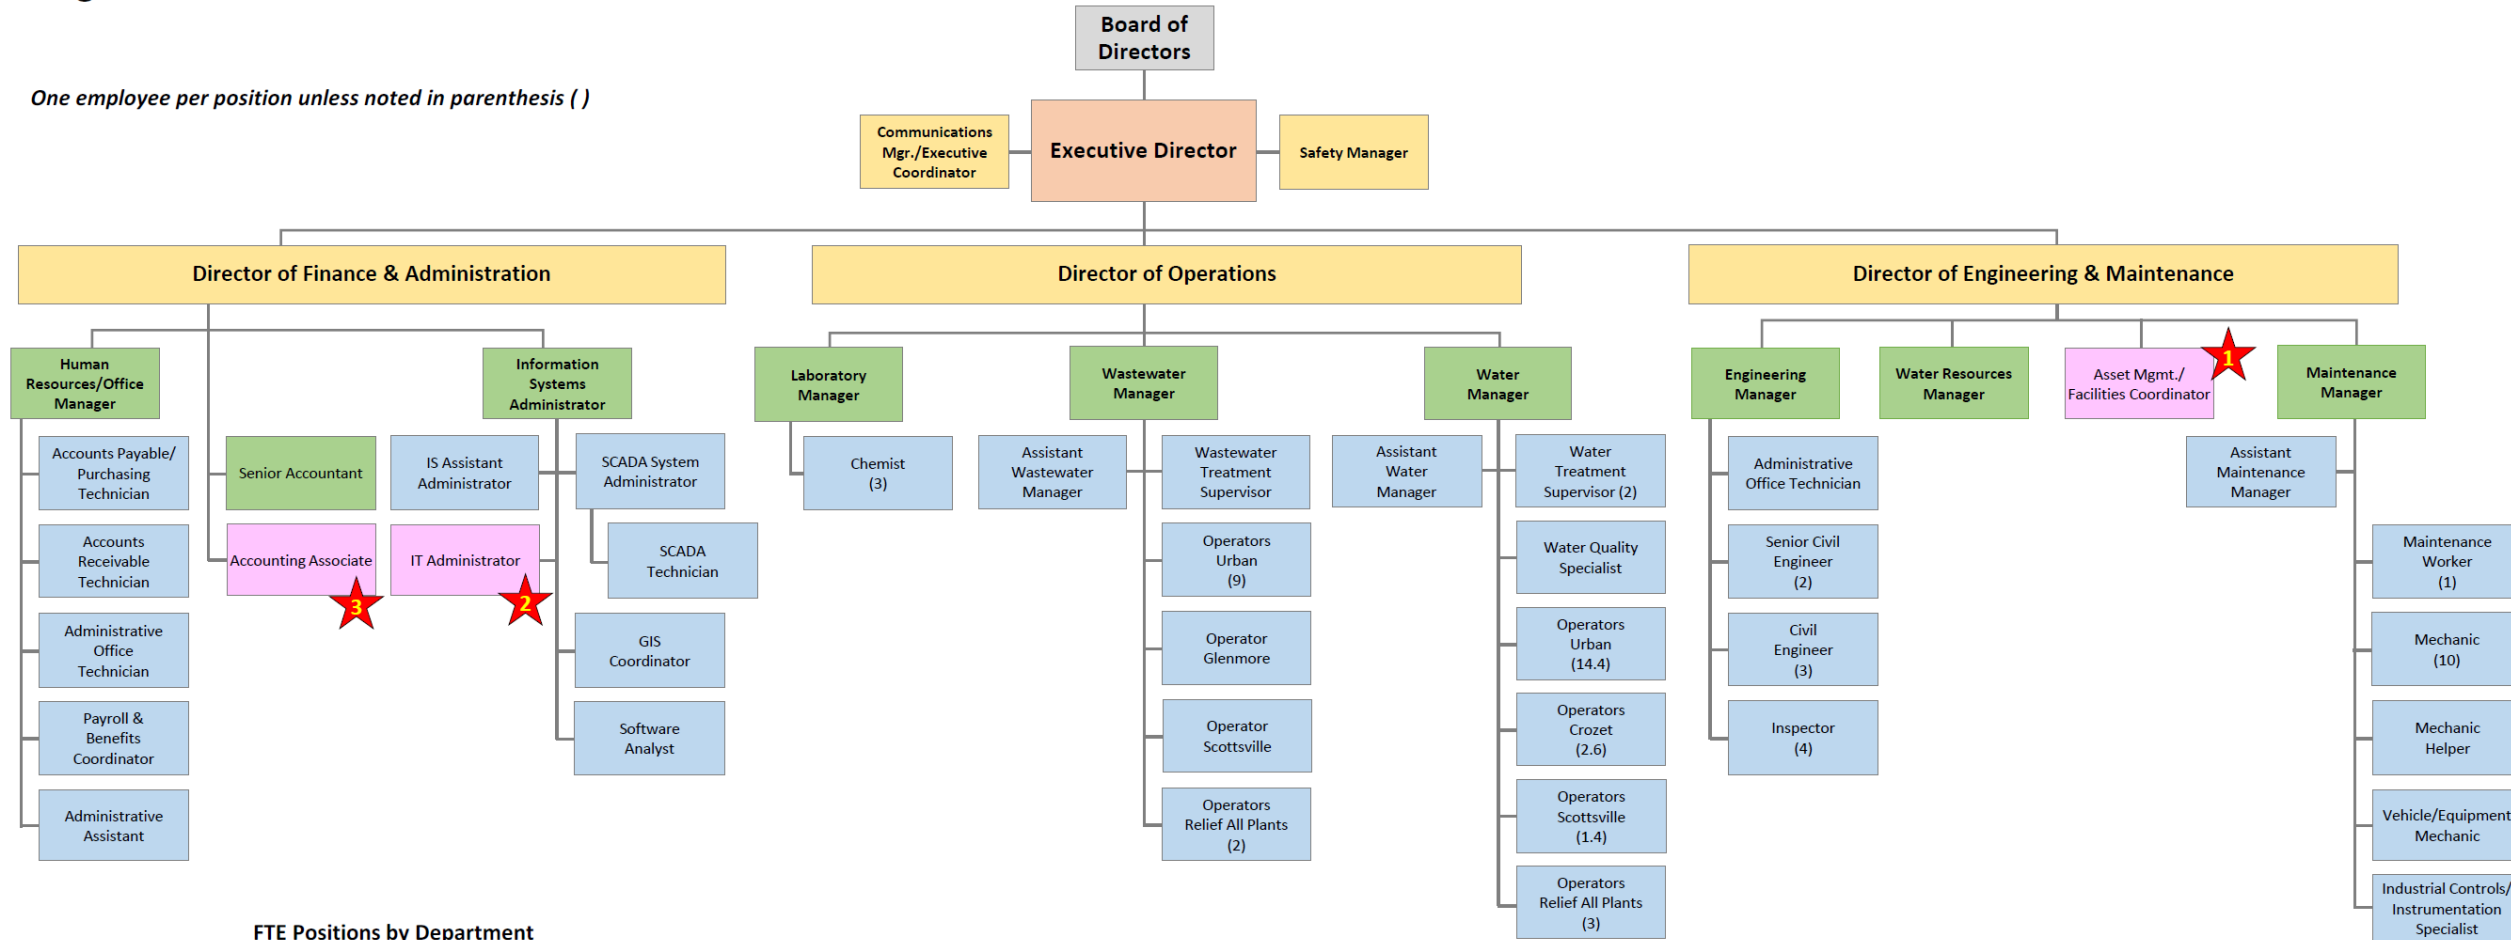 Board of
Directors
One employee per position unless noted in parenthesis ( )
Communications
Mgr./Executive
Coordinator
Executive Director
Safety Manager
Director of Finance & Administration
Director of Operations
Director of Engineering & Maintenance
Human
Resources/Office
Manager
Information
Systems
Administrator
Laboratory
Manager
Wastewater
Manager
Water
Manager
Engineering
Manager
Water Resources
Manager
Asset Mgmt./
Facilities Coordinator
1
Maintenance
Manager
Accounts Payable/
Purchasing
Technician
Senior Accountant
IS Assistant
Administrator
SCADA System
Administrator
Chemist
(3)
Assistant
Wastewater
Manager
Wastewater
Treatment
Supervisor
Assistant
Water
Manager
Water
Treatment
Supervisor (2)
Administrative
Office Technician
Assistant
Maintenance
Manager
Accounts
Receivable
Technician
Accounting Associate
3
IT Administrator
2
SCADA
Technician
Operators
Urban
(9)
Water Quality
Specialist
Senior Civil
Engineer
(2)
Maintenance
Worker
(1)
Administrative
Office
Technician
GIS
Coordinator
Operator
Glenmore
Operators
Urban
(14.4)
Civil
Engineer
(3)
Mechanic
(10)
Payroll &
Benefits
Coordinator
Software
Analyst
Operator
Scottsville
Operators
Crozet
(2.6)
Inspector
(4)
Mechanic
Helper
Administrative
Assistant
Operators
Relief All Plants
(2)
Operators
Scottsville
(1.4)
Vehicle/Equipment
Mechanic
Operators
Relief All Plants
(3)
Industrial Controls/
Instrumentation
Specialist
FTE Positions by Department